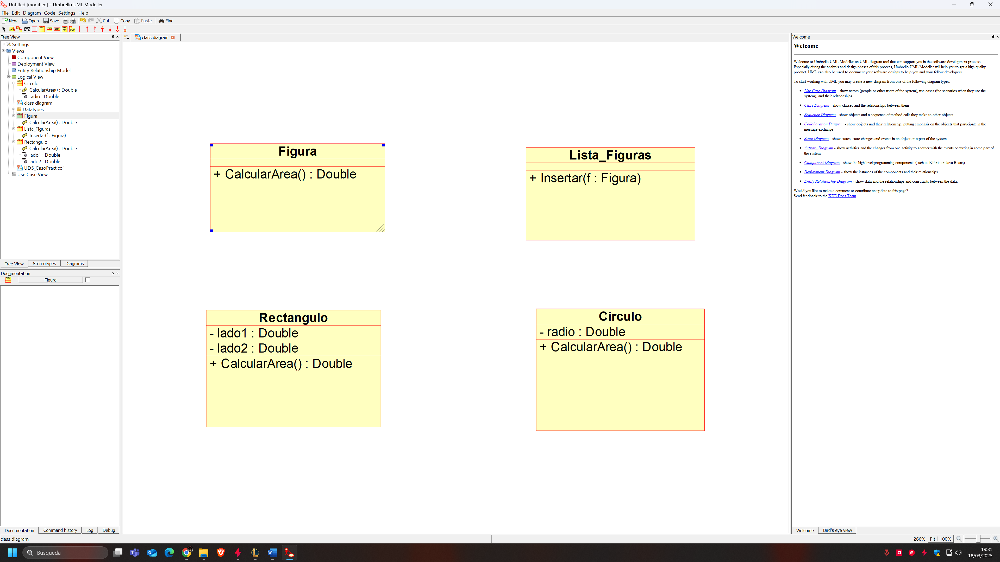 Untitled [modified] – Umbrello UML Modeller
File Edit Diagram Code Settings Help
New Open Save Cut Copy Paste Find
XYZ
Tree View
Settings
Views
Component View
Deployment View
Entity Relationship Model
Logical View
Circulo
CalcularArea() : Double
radio : Double
class diagram
Datatypes
Figura
CalcularArea() : Double
Lista_Figuras
Insertar(f : Figura)
Rectangulo
CalcularArea() : Double
lado1 : Double
lado2 : Double
UD5_CasoPractico1
Use Case View
Tree View Stereotypes Diagrams
Documentation
Figura
Documentation Command history Log Debug
class diagram
class diagram
Figura
+ CalcularArea() : Double
Lista_Figuras
+ Insertar(f : Figura)
Rectangulo
- lado1 : Double
- lado2 : Double
+ CalcularArea() : Double
Circulo
- radio : Double
+ CalcularArea() : Double
Welcome
Welcome
Welcome to Umbrello UML Modeller an UML diagram tool that can support you in the software development process.
Especially during the analysis and design phases of this process, Umbrello UML Modeller will help you to get a high quality
product. UML can also be used to document your software designs to help you and your fellow developers.
To start working with UML you may create a new diagram from one of the following diagram types:
• Use Case Diagram - show actors (people or other users of the system), use cases (the scenarios when they use the
system), and their relationships
• Class Diagram - show classes and the relationships between them
• Sequence Diagram - show objects and a sequence of method calls they make to other objects.
• Collaboration Diagram - show objects and their relationship, putting emphasis on the objects that participate in the
message exchange
• State Diagram - show states, state changes and events in an object or a part of the system
• Activity Diagram - show activities and the changes from one activity to another with the events occurring in some part of
the system
• Component Diagram - show the high level programming components (such as KParts or Java Beans).
• Deployment Diagram - show the instances of the components and their relationships.
• Entity Relationship Diagram - show data and the relationships and constraints between the data.
Would you like to make a comment or contribute an update to this page?
Send feedback to the KDE Docs Team
Welcome Bird's eye view
266% Fit 100%
Búsqueda
19:31
18/03/2025